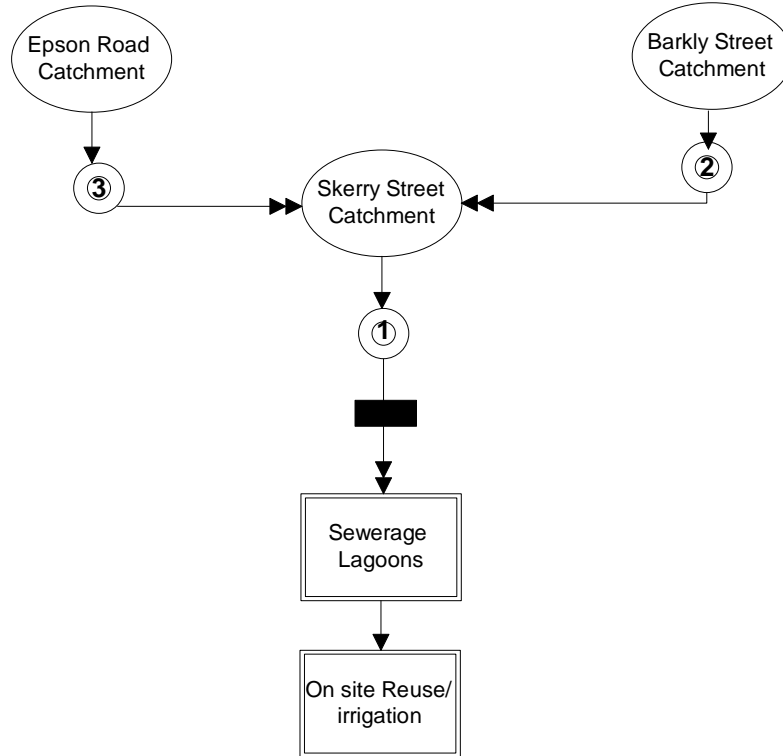 Epson Road
Catchment
Barkly Street
Catchment
3
2
Skerry Street
Catchment
1
Sewerage
Lagoons
On site Reuse/
irrigation